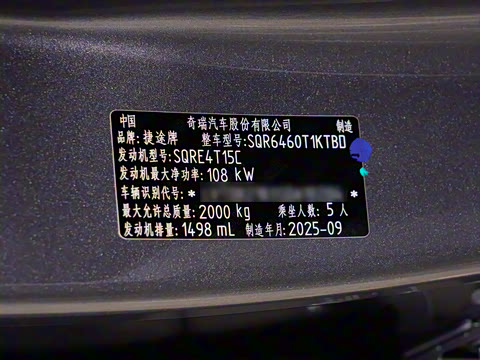 中国 奇瑞汽车股份有限公司 制造
品牌: 捷途牌 整车型号:SQR6460T1KTB□
发动机型号:SQRE4T15C
发动机最大净功率: 108 kW
车辆识别代号: * *
最大允许总质量: 2000 kg 乘坐人数: 5 人
发动机排量: 1498 mL 制造年月: 2025-09